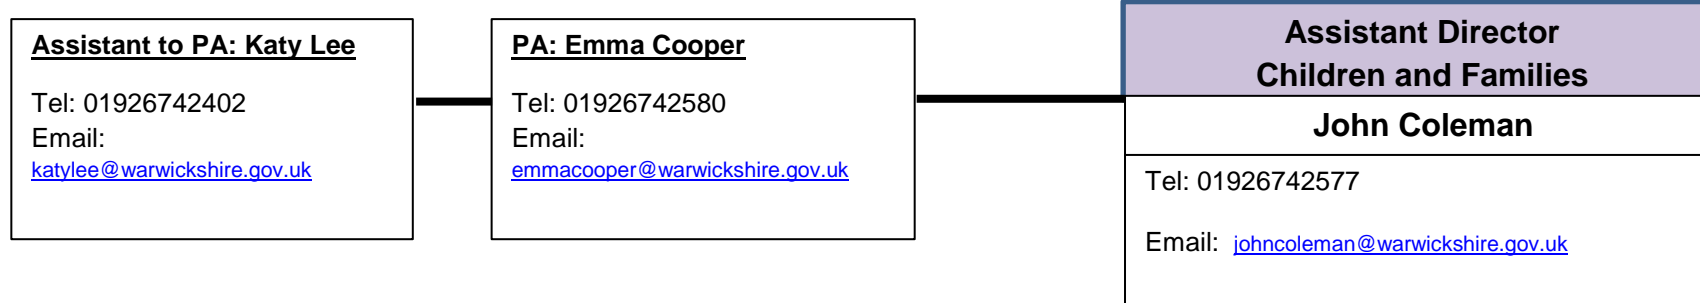 Assistant to PA: Katy Lee
Tel: 01926742402
Email:
katylee@warwickshire.gov.uk
PA: Emma Cooper
Tel: 01926742580
Email:
emmacooper@warwickshire.gov.uk
Assistant Director
Children and Families
John Coleman
Tel: 01926742577
Email: johncoleman@warwickshire.gov.uk